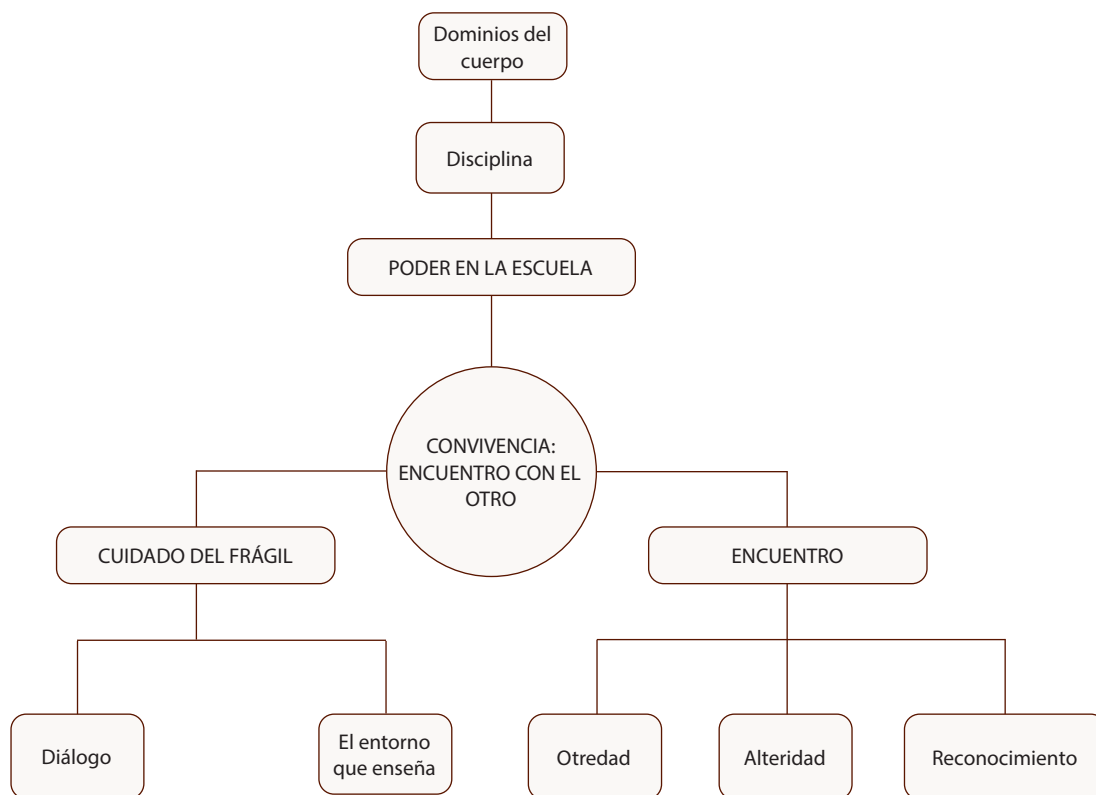 Dominios del
cuerpo
Disciplina
PODER EN LA ESCUELA
CONVIVENCIA:
ENCUENTRO CON EL
OTRO
CUIDADO DEL FRÁGIL
ENCUENTRO
Diálogo
El entorno
que enseña
Otredad
Alteridad
Reconocimiento